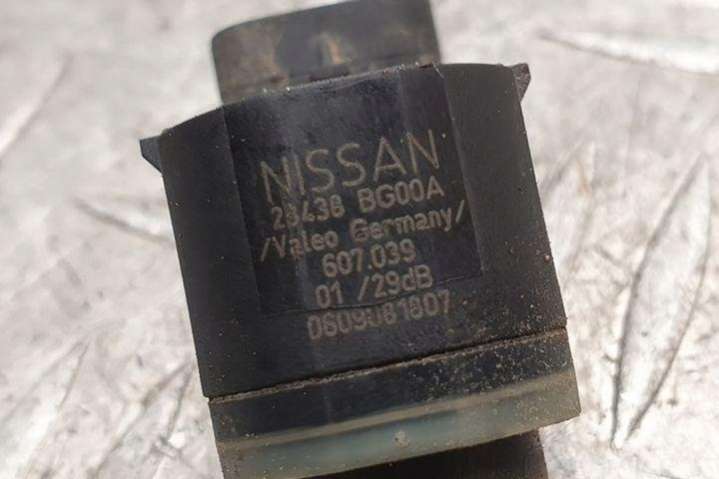 NISSAN
28438 BG00A
/Valeo Germany/
607.039
01 /29dB
0609081807